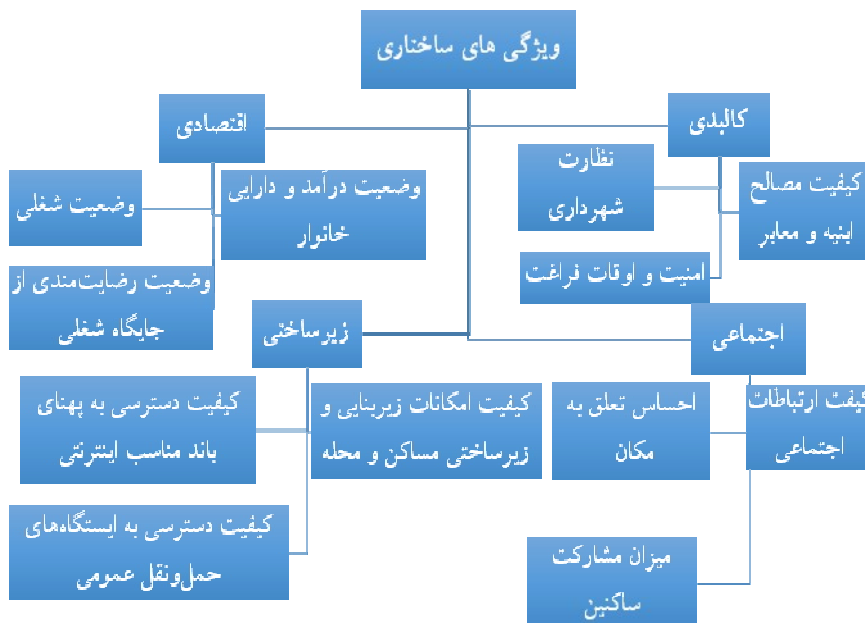 ویژگی های ساختاری
کالبدی
کیفیت مصالح
ابنیه و معابر
نظارت
شهرداری
امنیت و اوقات فراغت
اقتصادی
وضعیت درآمد و دارایی
خانوار
وضعیت شغلی
وضعیت رضایت‌مندی از
جایگاه شغلی
اجتماعی
کیفت ارتباطات
اجتماعی
احساس تعلق به
مکان
میزان مشارکت
ساکنین
زیرساختی
کیفیت امکانات زیربنایی و
زیرساختی مساکن و محله
کیفیت دسترسی به پهنای
باند مناسب اینترنتی
کیفیت دسترسی به ایستگاه‌های
حمل‌ونقل عمومی